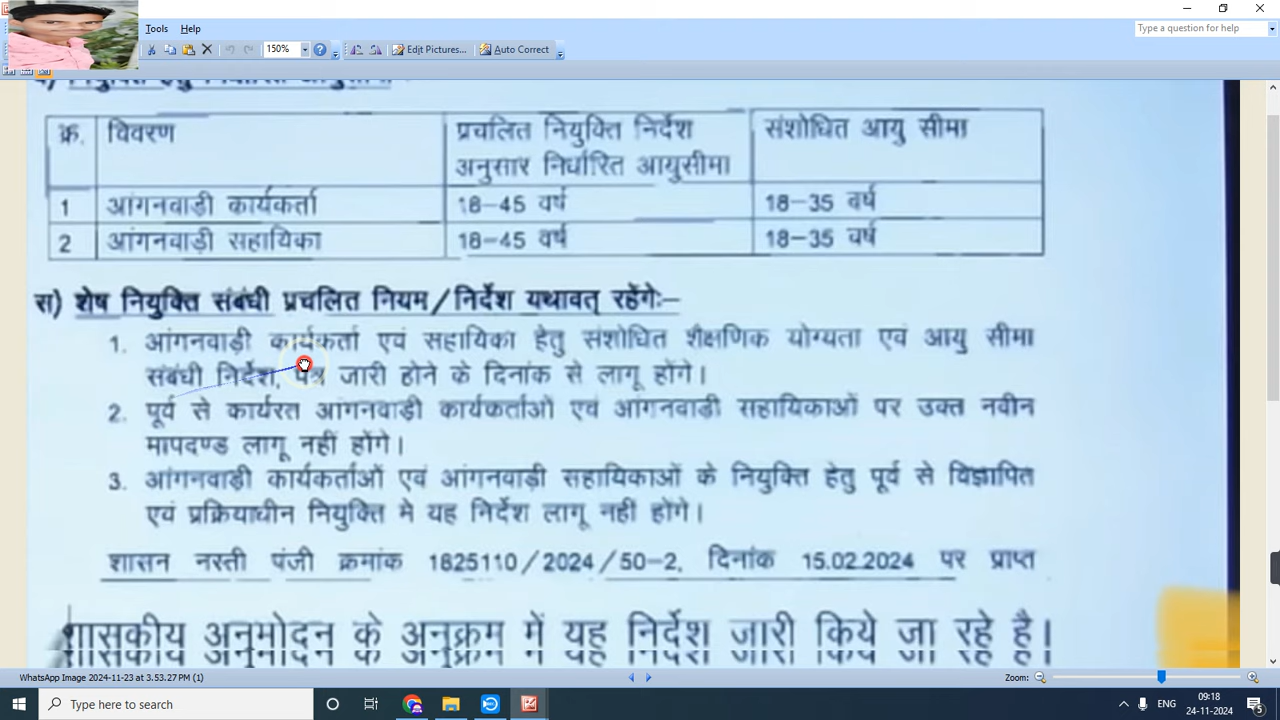 Tools Help
Type a question for help
150% Edit Pictur... Auto Correct
नियुक्ति हेतु निर्धारित आयुसीमा
क्र. विवरण प्रचलित नियुक्ति निर्देश अनुसार निर्धारित आयुसीमा संशोधित आयु सीमा
1 आंगनवाड़ी कार्यकर्ता 18-45 वर्ष 18-35 वर्ष
2 आंगनवाड़ी सहायिका 18-45 वर्ष 18-35 वर्ष
स) शेष नियुक्ति संबंधी प्रचलित नियम/निर्देश यथावत् रहेंगेः-
1. आंगनवाड़ी कार्यकर्ता एवं सहायिका हेतु संशोधित शैक्षणिक योग्यता एवं आयु सीमा
संबंधी निर्देश, पत्र जारी होने के दिनांक से लागू होंगे।
2. पूर्व से कार्यरत आंगनवाड़ी कार्यकर्ताओं एवं आंगनवाडी सहायिकाओं पर उक्त नवीन
मापदण्ड लागू नहीं होंगे।
3. आंगनवाड़ी कार्यकर्ताओं एवं आंगनवाड़ी सहायिकाओं के नियुक्ति हेतु पूर्व से विज्ञापित
एवं प्रक्रियाधीन नियुक्ति मे यह निर्देश लागू नहीं होंगे।
शासन नस्ती पंजी क्रमांक 1825110/2024/50-2, दिनांक 15.02.2024 पर प्राप्त
शासकीय अनुमोदन के अनुक्रम में यह निर्देश जारी किये जा रहे है।
WhatsApp Image 2024-11-23 at 3.53.27 PM (1)
Zoom:
Type here to search
ENG
09:18
24-11-2024
5